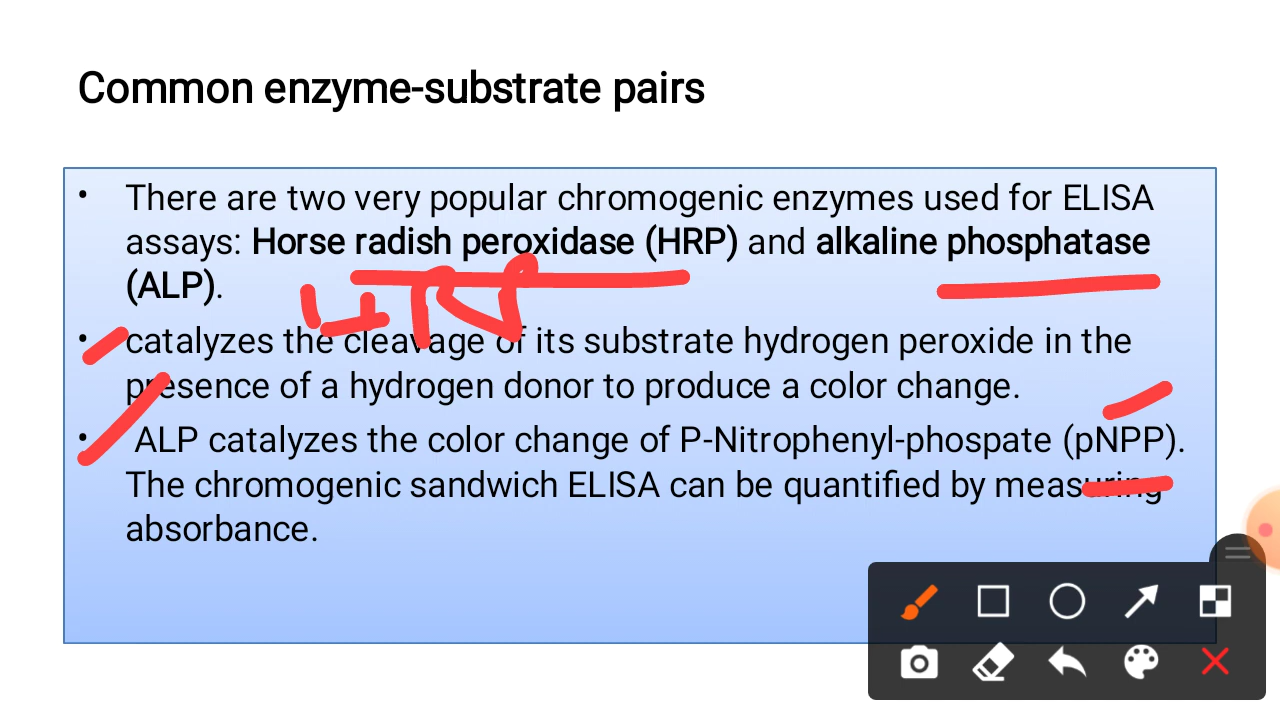 Common enzyme-substrate pairs
• There are two very popular chromogenic enzymes used for ELISA
assays: Horse radish peroxidase (HRP) and alkaline phosphatase
(ALP).
HRP
• catalyzes the cleavage of its substrate hydrogen peroxide in the
presence of a hydrogen donor to produce a color change.
• ALP catalyzes the color change of P-Nitrophenyl-phospate (pNPP).
The chromogenic sandwich ELISA can be quantified by measuring
absorbance.